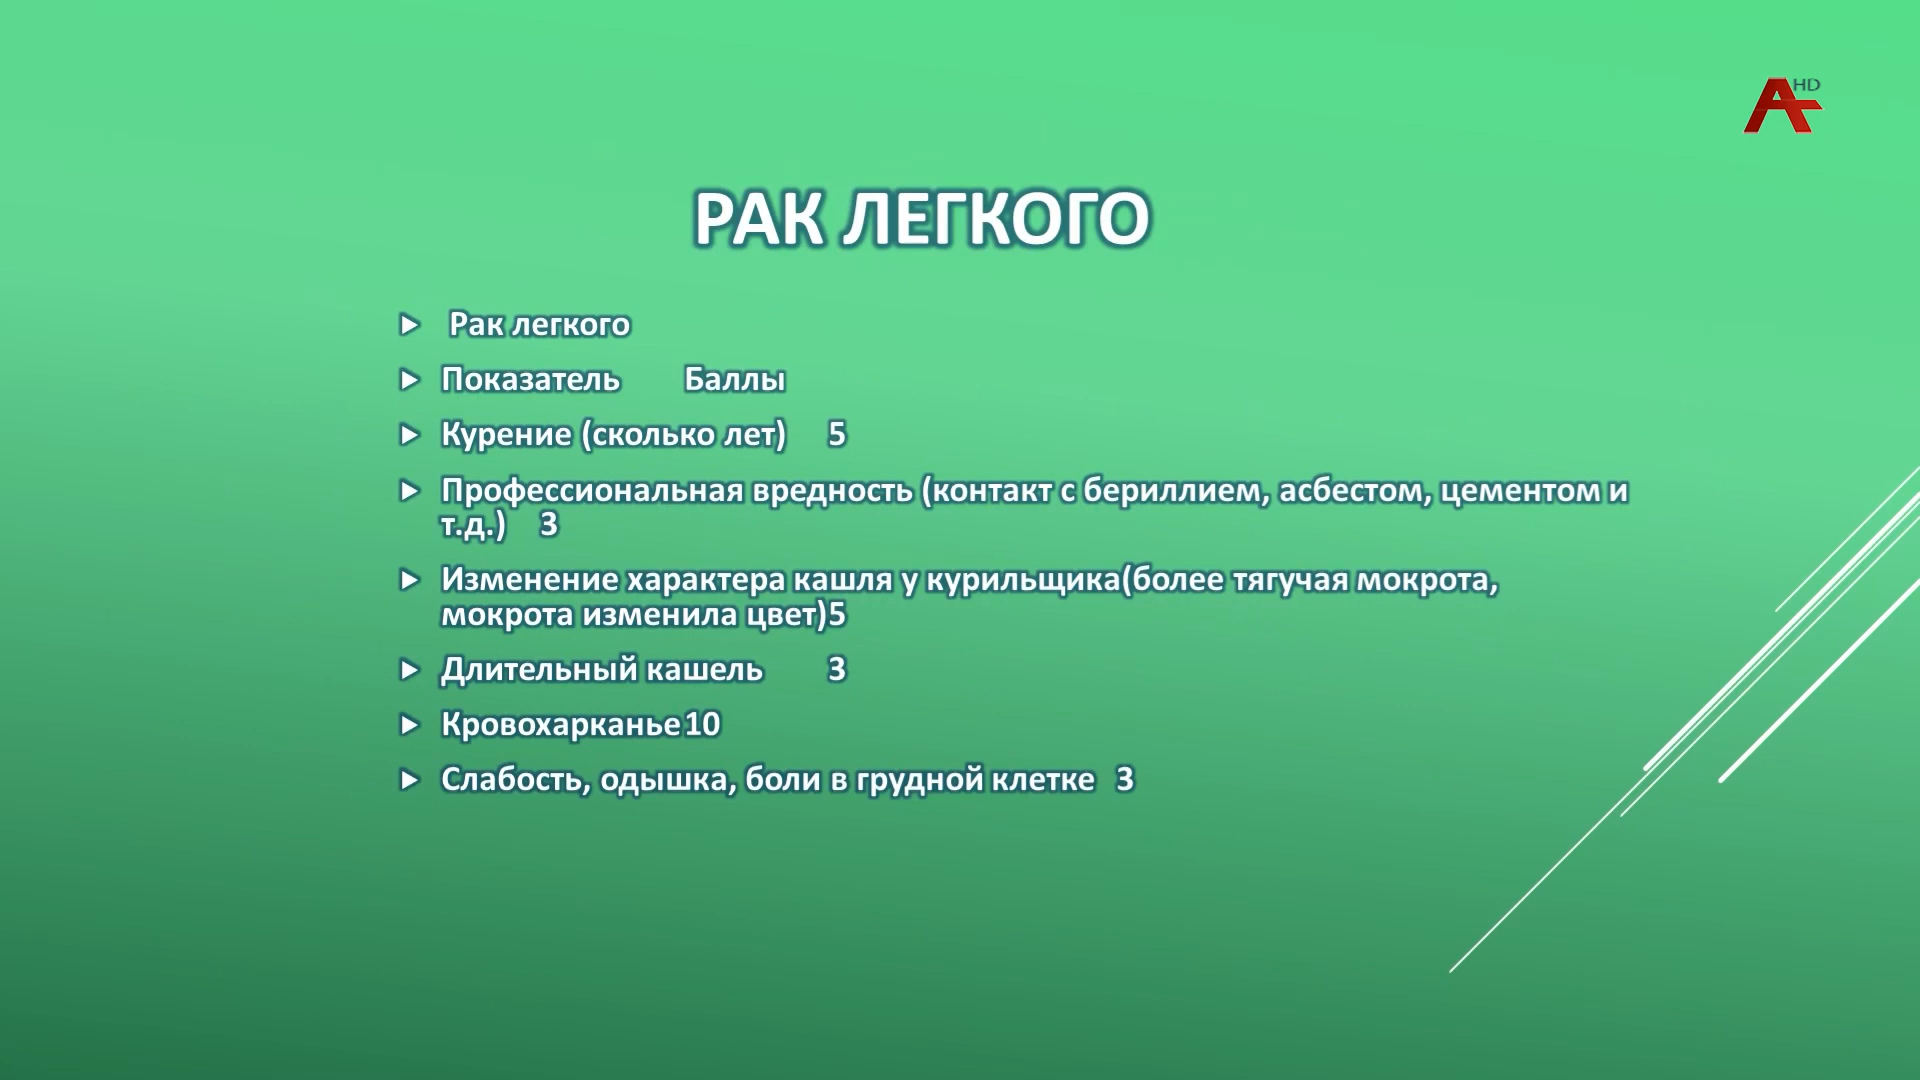 HD
РАК ЛЕГКОГО
Рак легкого
Показатель Баллы
Курение (сколько лет) 5
Профессиональная вредность (контакт с бериллием, асбестом, цементом и
т.д.) 3
Изменение характера кашля у курильщика(более тягучая мокрота,
мокрота изменила цвет)5
Длительный кашель 3
Кровохарканье 10
Слабость, одышка, боли в грудной клетке 3